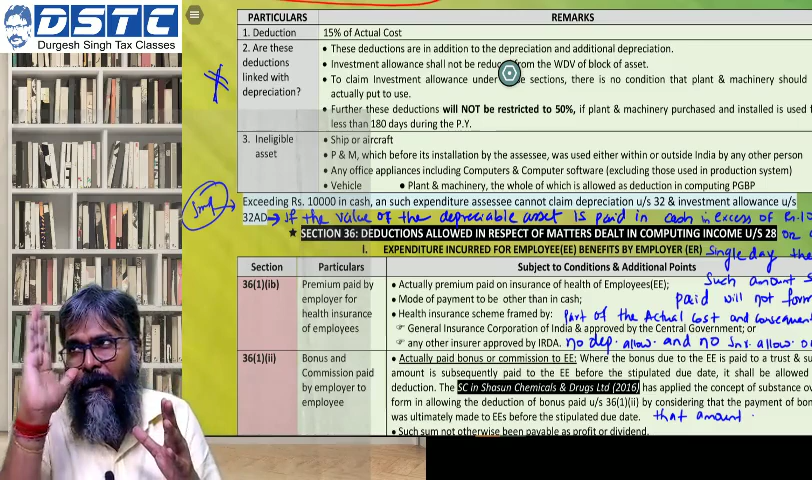 DSTC
Durgesh Singh Tax Classes
PARTICULARS REMARKS
1. Deduction 15% of Actual Cost
2. Are these deductions linked with depreciation?
• These deductions are in addition to the depreciation and additional depreciation.
• Investment allowance shall not be reduc from the WDV of block of asset.
• To claim Investment allowance under sections, there is no condition that plant & machinery should
actually put to use.
• Further these deductions will NOT be restricted to 50%, if plant & machinery purchased and installed is used f
less than 180 days during the P.Y.
3. Ineligible asset
• Ship or aircraft
• P & M, which before its installation by the assessee, was used either within or outside India by any other person
• Any office appliances including Computers & Computer software (excluding those used in production system)
• Vehicle • Plant & machinery, the whole of which is allowed as deduction in computing PGBP
Imp
Exceeding Rs. 10000 in cash, an such expenditure assessee cannot claim depreciation u/s 32 & investment allowance u/s
32AD → if the value of the depreciable asset is paid in cash in excess of Rs.10
★ SECTION 36: DEDUCTIONS ALLOWED IN RESPECT OF MATTERS DEALT IN COMPUTING INCOME U/S 28
I. EXPENDITURE INCURRED FOR EMPLOYEE(EE) BENEFITS BY EMPLOYER (ER) Single day the
Section Particulars Subject to Conditions & Additional Points
Such amount s
36(1)(ib) Premium paid by employer for health insurance of employees
• Actually premium paid on insurance of health of Employees(EE);
• Mode of payment to be other than in cash; paid will not form
• Health insurance scheme framed by: part of the Actual Cost and consequent
☞ General Insurance Corporation of India & approved by the Central Government; or
☞ any other insurer approved by IRDA. no dep. allow. and no Inv. allow. o
36(1)(ii) Bonus and Commission paid by employer to employee
• Actually paid bonus or commission to EE: Where the bonus due to the EE is paid to a trust & su
amount is subsequently paid to the EE before the stipulated due date, it shall be allowed
deduction. The SC in Shasun Chemicals & Drugs Ltd (2016) has applied the concept of substance ov
form in allowing the deduction of bonus paid u/s 36(1)(ii) by considering that the payment of bon
was ultimately made to EEs before the stipulated due date. that amount
• Such sum not otherwise been payable as profit or dividend.